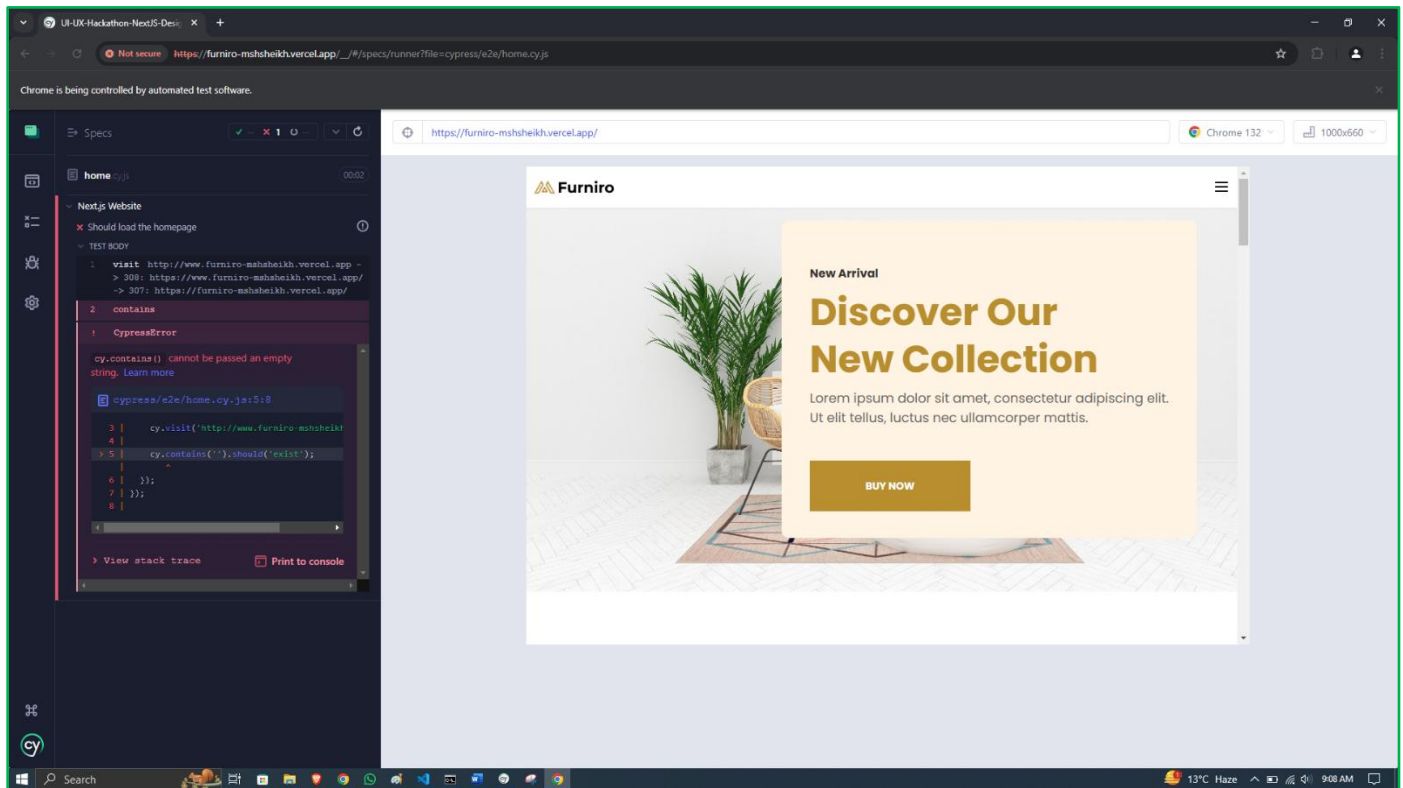 UI-UX-Hackathon-NextJS-Desi
Not secure https://furniro-mshsheikh.vercel.app/__/#/specs/runner?file=cypress/e2e/home.cy.js
Chrome is being controlled by automated test software.
Specs
-- 1 --
https://furniro-mshsheikh.vercel.app/
Chrome 132
1000x660
home.cy.js
00:02
Next.js Website
Should load the homepage
TEST BODY
1 visit http://www.furniro-mshsheikh.vercel.app -
> 308: https://www.furniro-mshsheikh.vercel.app/
-> 307: https://furniro-mshsheikh.vercel.app/
2 contains
! CypressError
cy.contains() cannot be passed an empty
string. Learn more
cypress/e2e/home.cy.js:5:8
3 | cy.visit('http://www.furniro-mshsheikh
4 |
> 5 | cy.contains('').should('exist');
| ^
6 | });
7 | });
8 |
> View stack trace
Print to console
Furniro
New Arrival
Discover Our
New Collection
Lorem ipsum dolor sit amet, consectetur adipiscing elit.
Ut elit tellus, luctus nec ullamcorper mattis.
BUY NOW
cy
Search
13°C Haze
9:08 AM